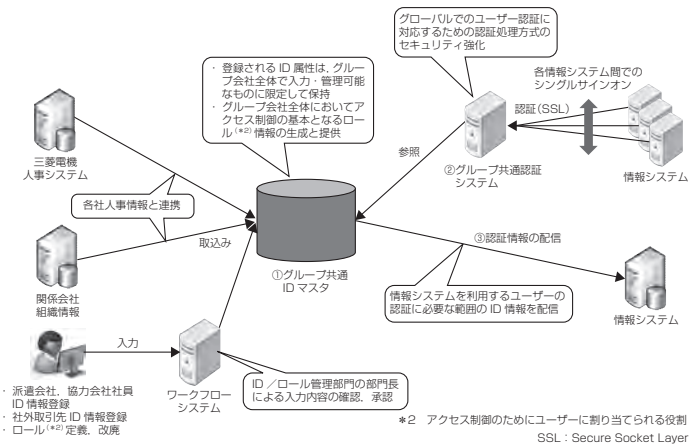 グローバルでのユーザー認証に
対応するための認証処理方式の
セキュリティ強化
・ 登録される ID 属性は，グルー
プ会社全体で入力・管理可能
なものに限定して保持
・ グループ会社全体においてア
クセス制御の基本となるロー
ル(*2)情報の生成と提供
各情報システム間での
シングルサインオン
認証(SSL)
三菱電機
人事システム
参照
②グループ共通認証
システム
情報システム
各社人事情報と連携
取込み
③認証情報の配信
①グループ共通
ID マスタ
関係会社
組織情報
情報システムを利用するユーザーの
認証に必要な範囲の ID 情報を配信
情報システム
入力
・ 派遣会社，協力会社社員
ID 情報登録
・ 社外取引先 ID 情報登録
・ ロール(*2)定義，改廃
ワークフロー
システム
ID ／ロール管理部門の部門長
による入力内容の確認，承認
*2　アクセス制御のためにユーザーに割り当てられる役割
SSL：Secure Socket Layer